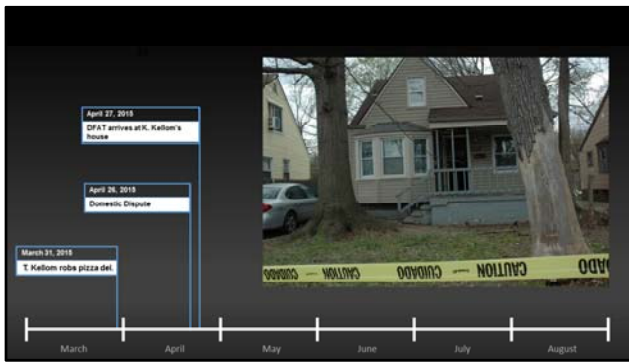 April 27, 2015
DFAT arrives at K. Kellom's
house
April 26, 2015
Domestic Dispute
March 31, 2015
T. Kellom robs pizza del.
CUIDADO CAUTION CUIDADO CAUTION CUIDADO
March April May June July August